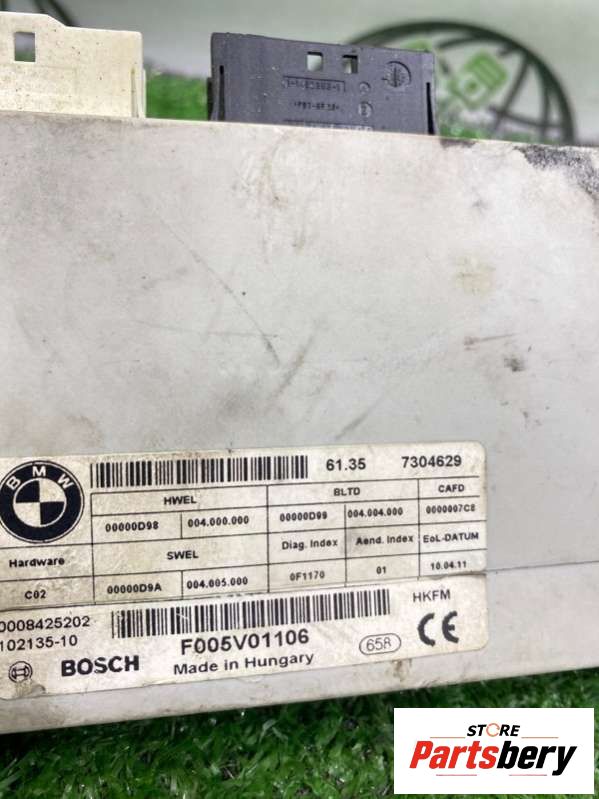 BMW
61.35 7304629
HWEL BLTD CAFD
00000D98 004.000.000 00000D99 004.004.000 0000007C8
Hardware SWEL Diag. Index Aend. Index EoL-DATUM
C02 00000D9A 004.005.000 0F1170 01 10.04.11
0008425202 HKFM
102135-10 F005V01106 658 CE
BOSCH Made in Hungary
STORE
Partsbery